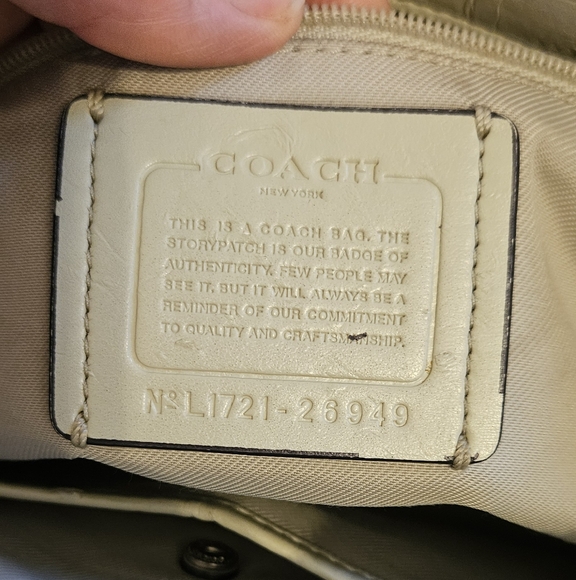 COACH
NEW YORK
THIS IS A COACH BAG. THE
STORYPATCH IS OUR BADGE OF
AUTHENTICITY. FEW PEOPLE MAY
SEE IT. BUT IT WILL ALWAYS BE A
REMINDER OF OUR COMMITMENT
TO QUALITY AND CRAFTSMANSHIP.
Nº L1721-26949